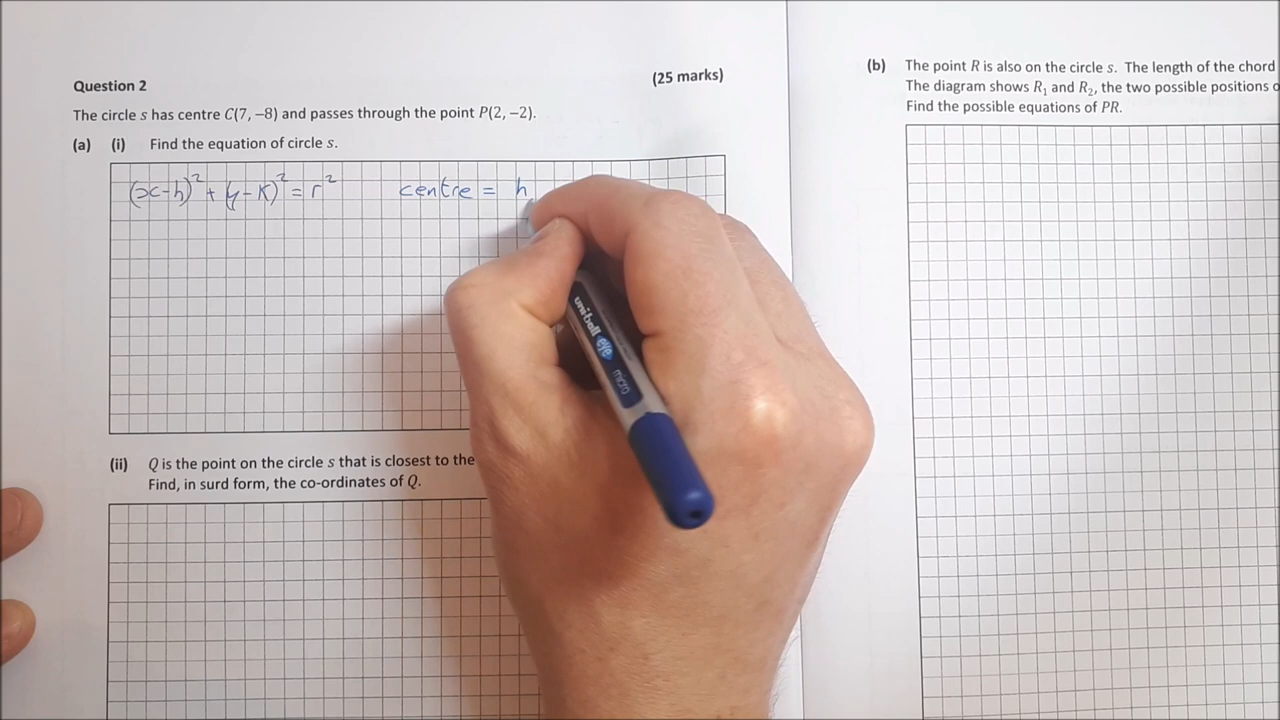 Question 2
(25 marks)
The circle s has centre C(7, –8) and passes through the point P(2, –2).
(a) (i) Find the equation of circle s.
(x-h)² + (y-k)² = r² centre = h
uniball eye micro
(ii) Q is the point on the circle s that is closest to the
Find, in surd form, the co-ordinates of Q.
(b) The point R is also on the circle s. The length of the chord
The diagram shows R₁ and R₂, the two possible positions
Find the possible equations of PR.